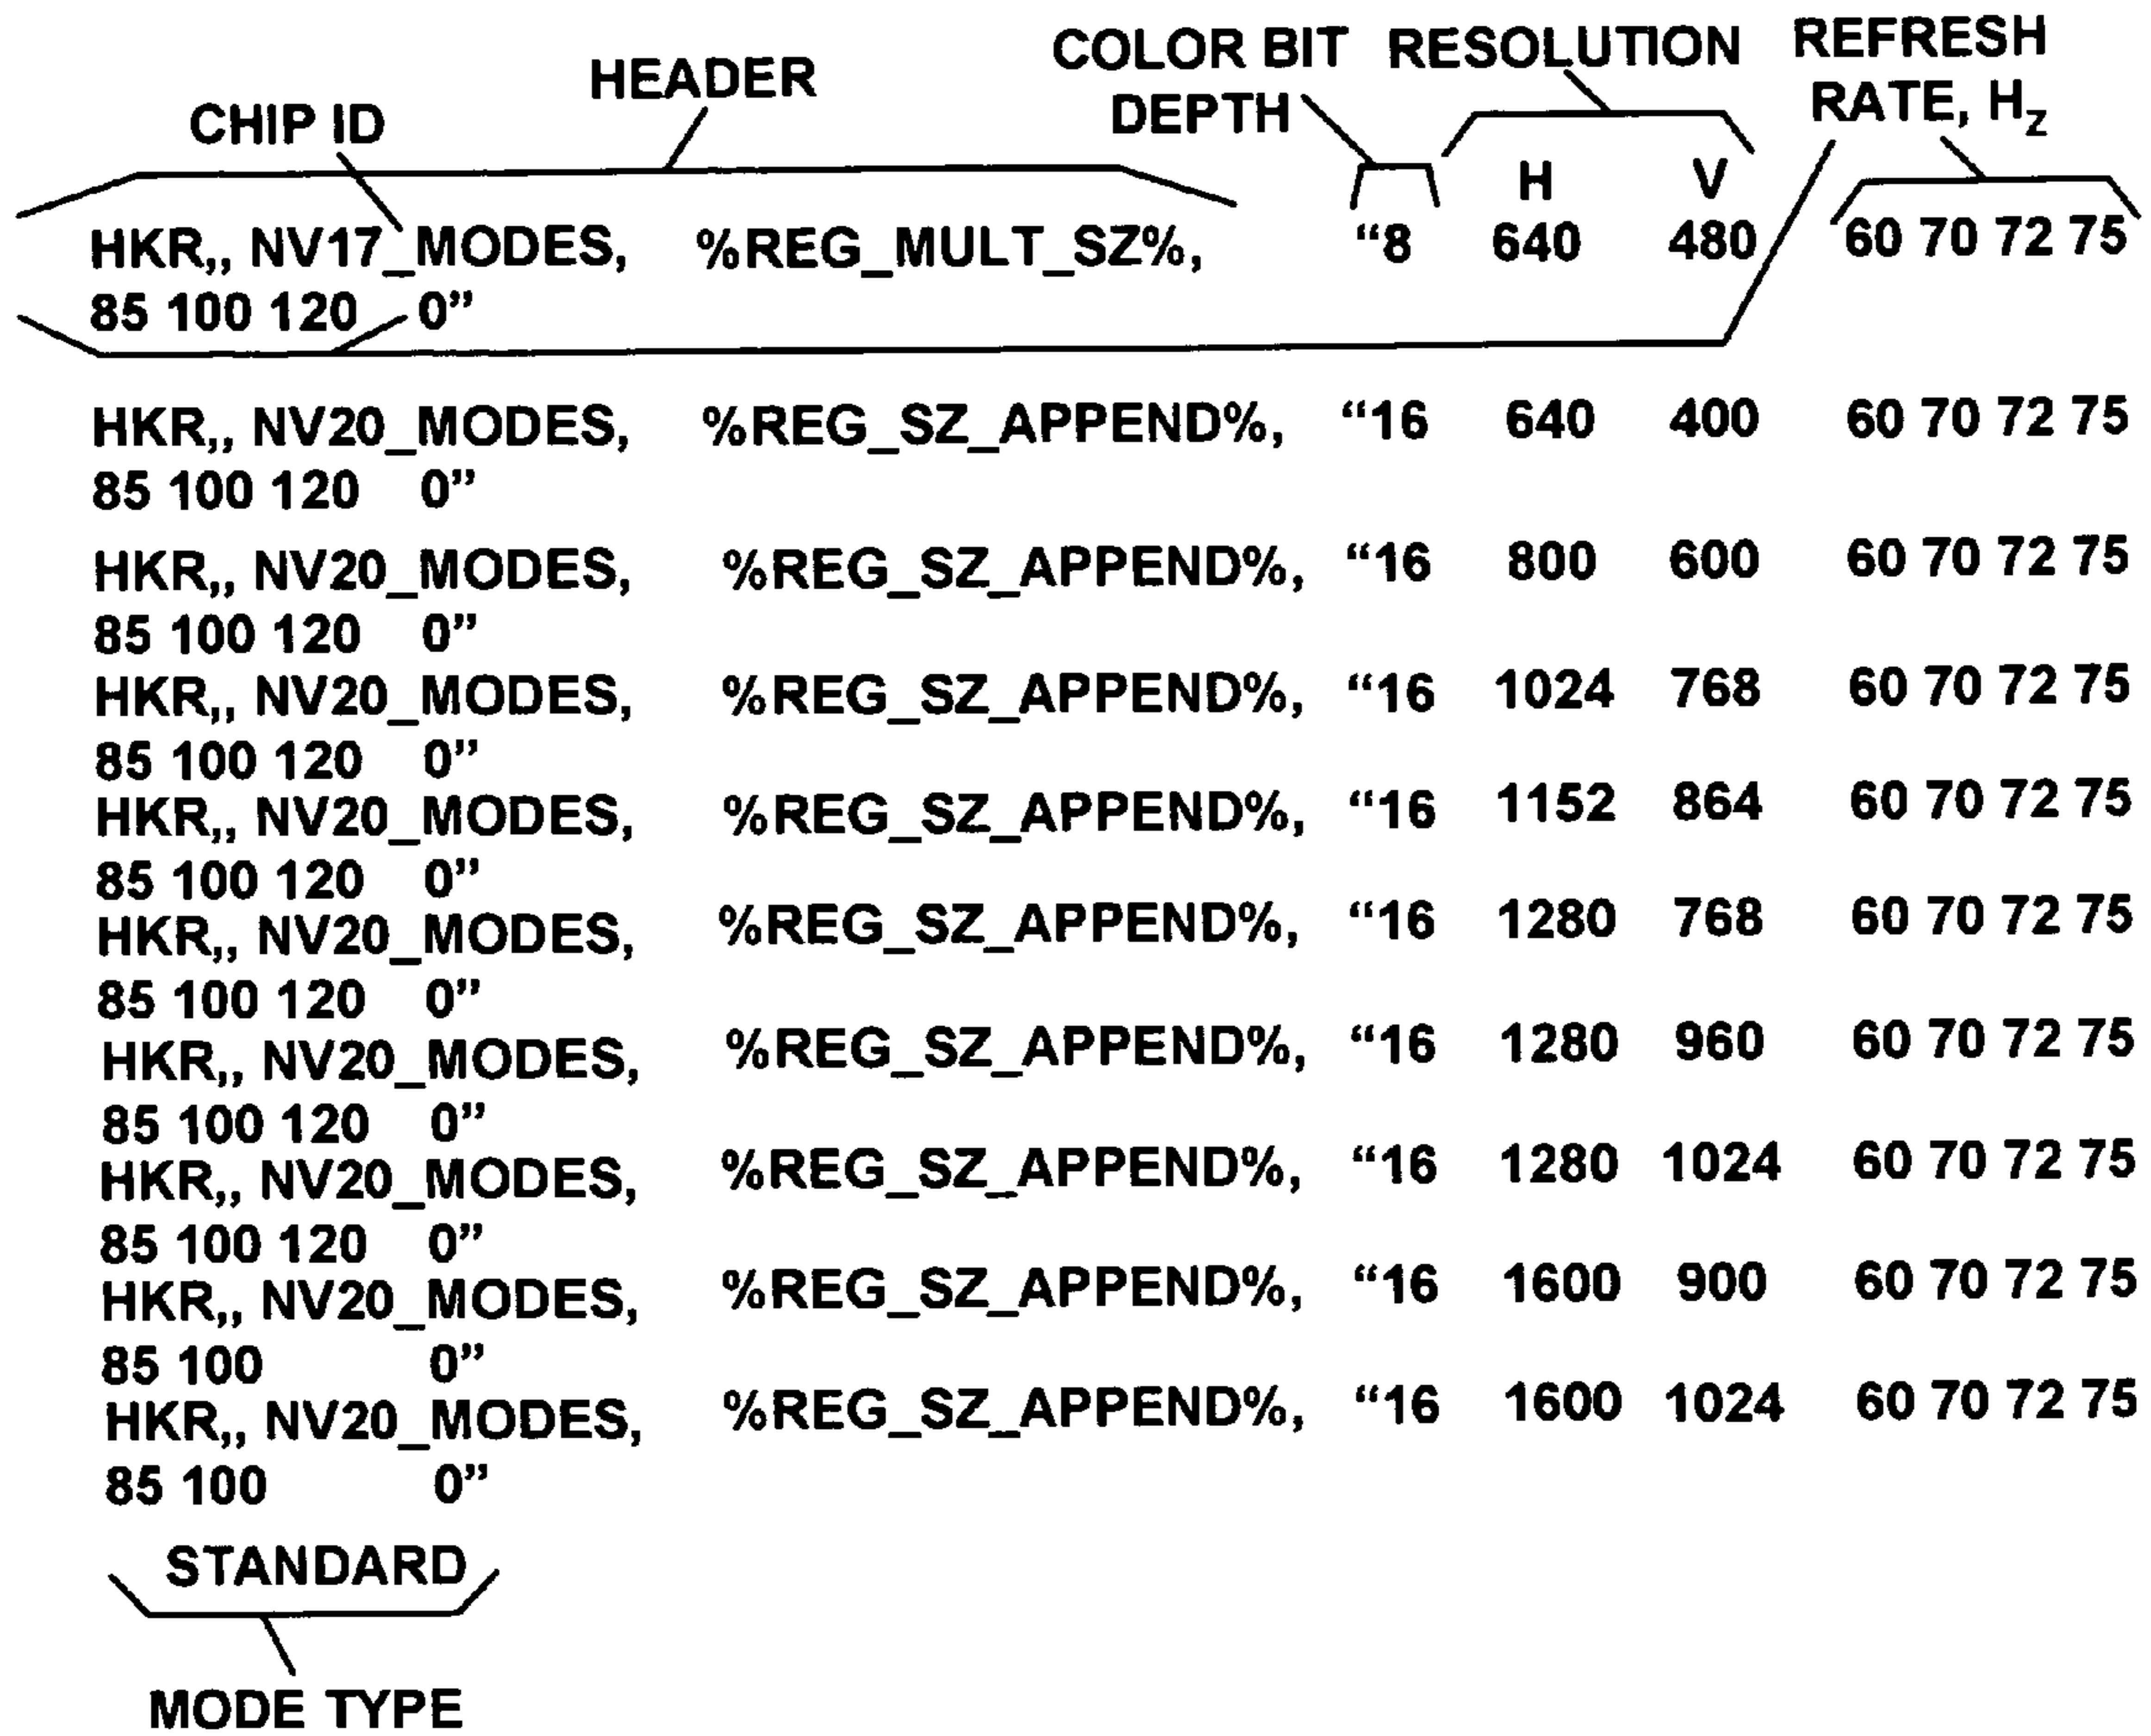 COLOR BIT RESOLUTION REFRESH
HEADER DEPTH RATE, Hz
CHIP ID
H V
HKR,, NV17_MODES, %REG_MULT_SZ%, “8 640 480 60 70 72 75
85 100 120 0”
HKR,, NV20_MODES, %REG_SZ_APPEND%, “16 640 400 60 70 72 75
85 100 120 0”
HKR,, NV20_MODES, %REG_SZ_APPEND%, “16 800 600 60 70 72 75
85 100 120 0”
HKR,, NV20_MODES, %REG_SZ_APPEND%, “16 1024 768 60 70 72 75
85 100 120 0”
HKR,, NV20_MODES, %REG_SZ_APPEND%, “16 1152 864 60 70 72 75
85 100 120 0”
HKR,, NV20_MODES, %REG_SZ_APPEND%, “16 1280 768 60 70 72 75
85 100 120 0”
HKR,, NV20_MODES, %REG_SZ_APPEND%, “16 1280 960 60 70 72 75
85 100 120 0”
HKR,, NV20_MODES, %REG_SZ_APPEND%, “16 1280 1024 60 70 72 75
85 100 120 0”
HKR,, NV20_MODES, %REG_SZ_APPEND%, “16 1600 900 60 70 72 75
85 100 0”
HKR,, NV20_MODES, %REG_SZ_APPEND%, “16 1600 1024 60 70 72 75
85 100 0”
STANDARD
MODE TYPE